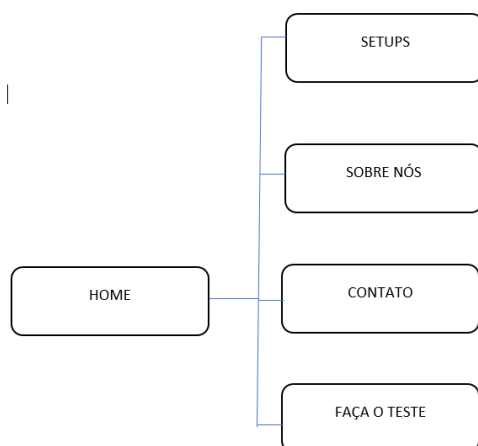 SETUPS
SOBRE NÓS
HOME
CONTATO
FAÇA O TESTE